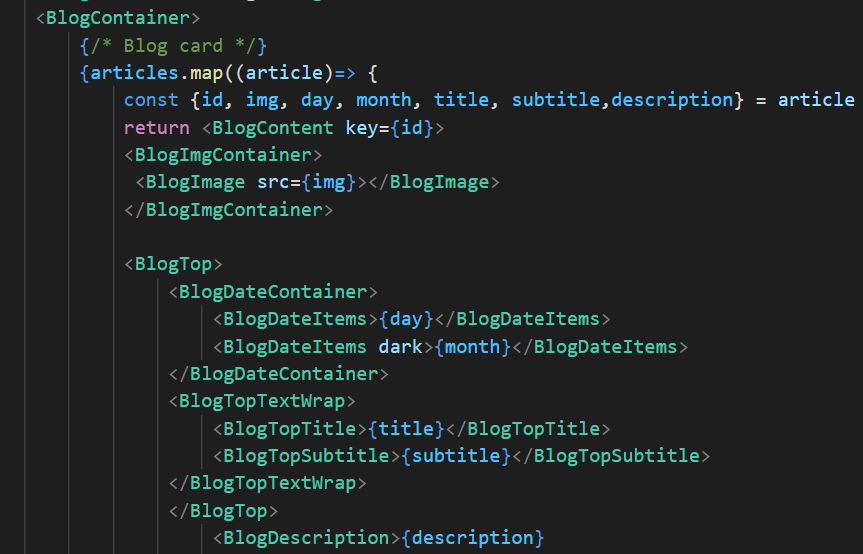 <BlogContainer>
{/* Blog card */}
{articles.map((article)=> {
const {id, img, day, month, title, subtitle,description} = article
return <BlogContent key={id}>
<BlogImgContainer>
<BlogImage src={img}></BlogImage>
</BlogImgContainer>
<BlogTop>
<BlogDateContainer>
<BlogDateItems>{day}</BlogDateItems>
<BlogDateItems dark>{month}</BlogDateItems>
</BlogDateContainer>
<BlogTopTextWrap>
<BlogTopTitle>{title}</BlogTopTitle>
<BlogTopSubtitle>{subtitle}</BlogTopSubtitle>
</BlogTopTextWrap>
</BlogTop>
<BlogDescription>{description}